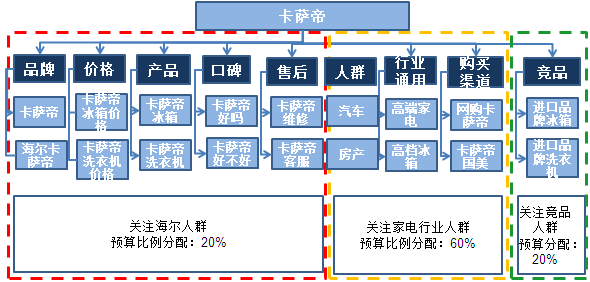 卡萨帝
品牌
价格
产品
口碑
售后
人群
行业
通用
购买
渠道
竞品
卡萨帝
卡萨帝
冰箱价
格
卡萨帝
冰箱
卡萨帝
好吗
卡萨帝
维修
汽车
高端家
电
网购卡
萨帝
进口品
牌冰箱
海尔卡
萨帝
卡萨帝
洗衣机
价格
卡萨帝
洗衣机
卡萨帝
好不好
卡萨帝
客服
房产
高档冰
箱
卡萨帝
国美
进口品
牌洗衣
机
关注海尔人群
预算比例分配：20%
关注家电行业人群
预算比例分配：60%
关注竞品
人群
预算分配：
20%